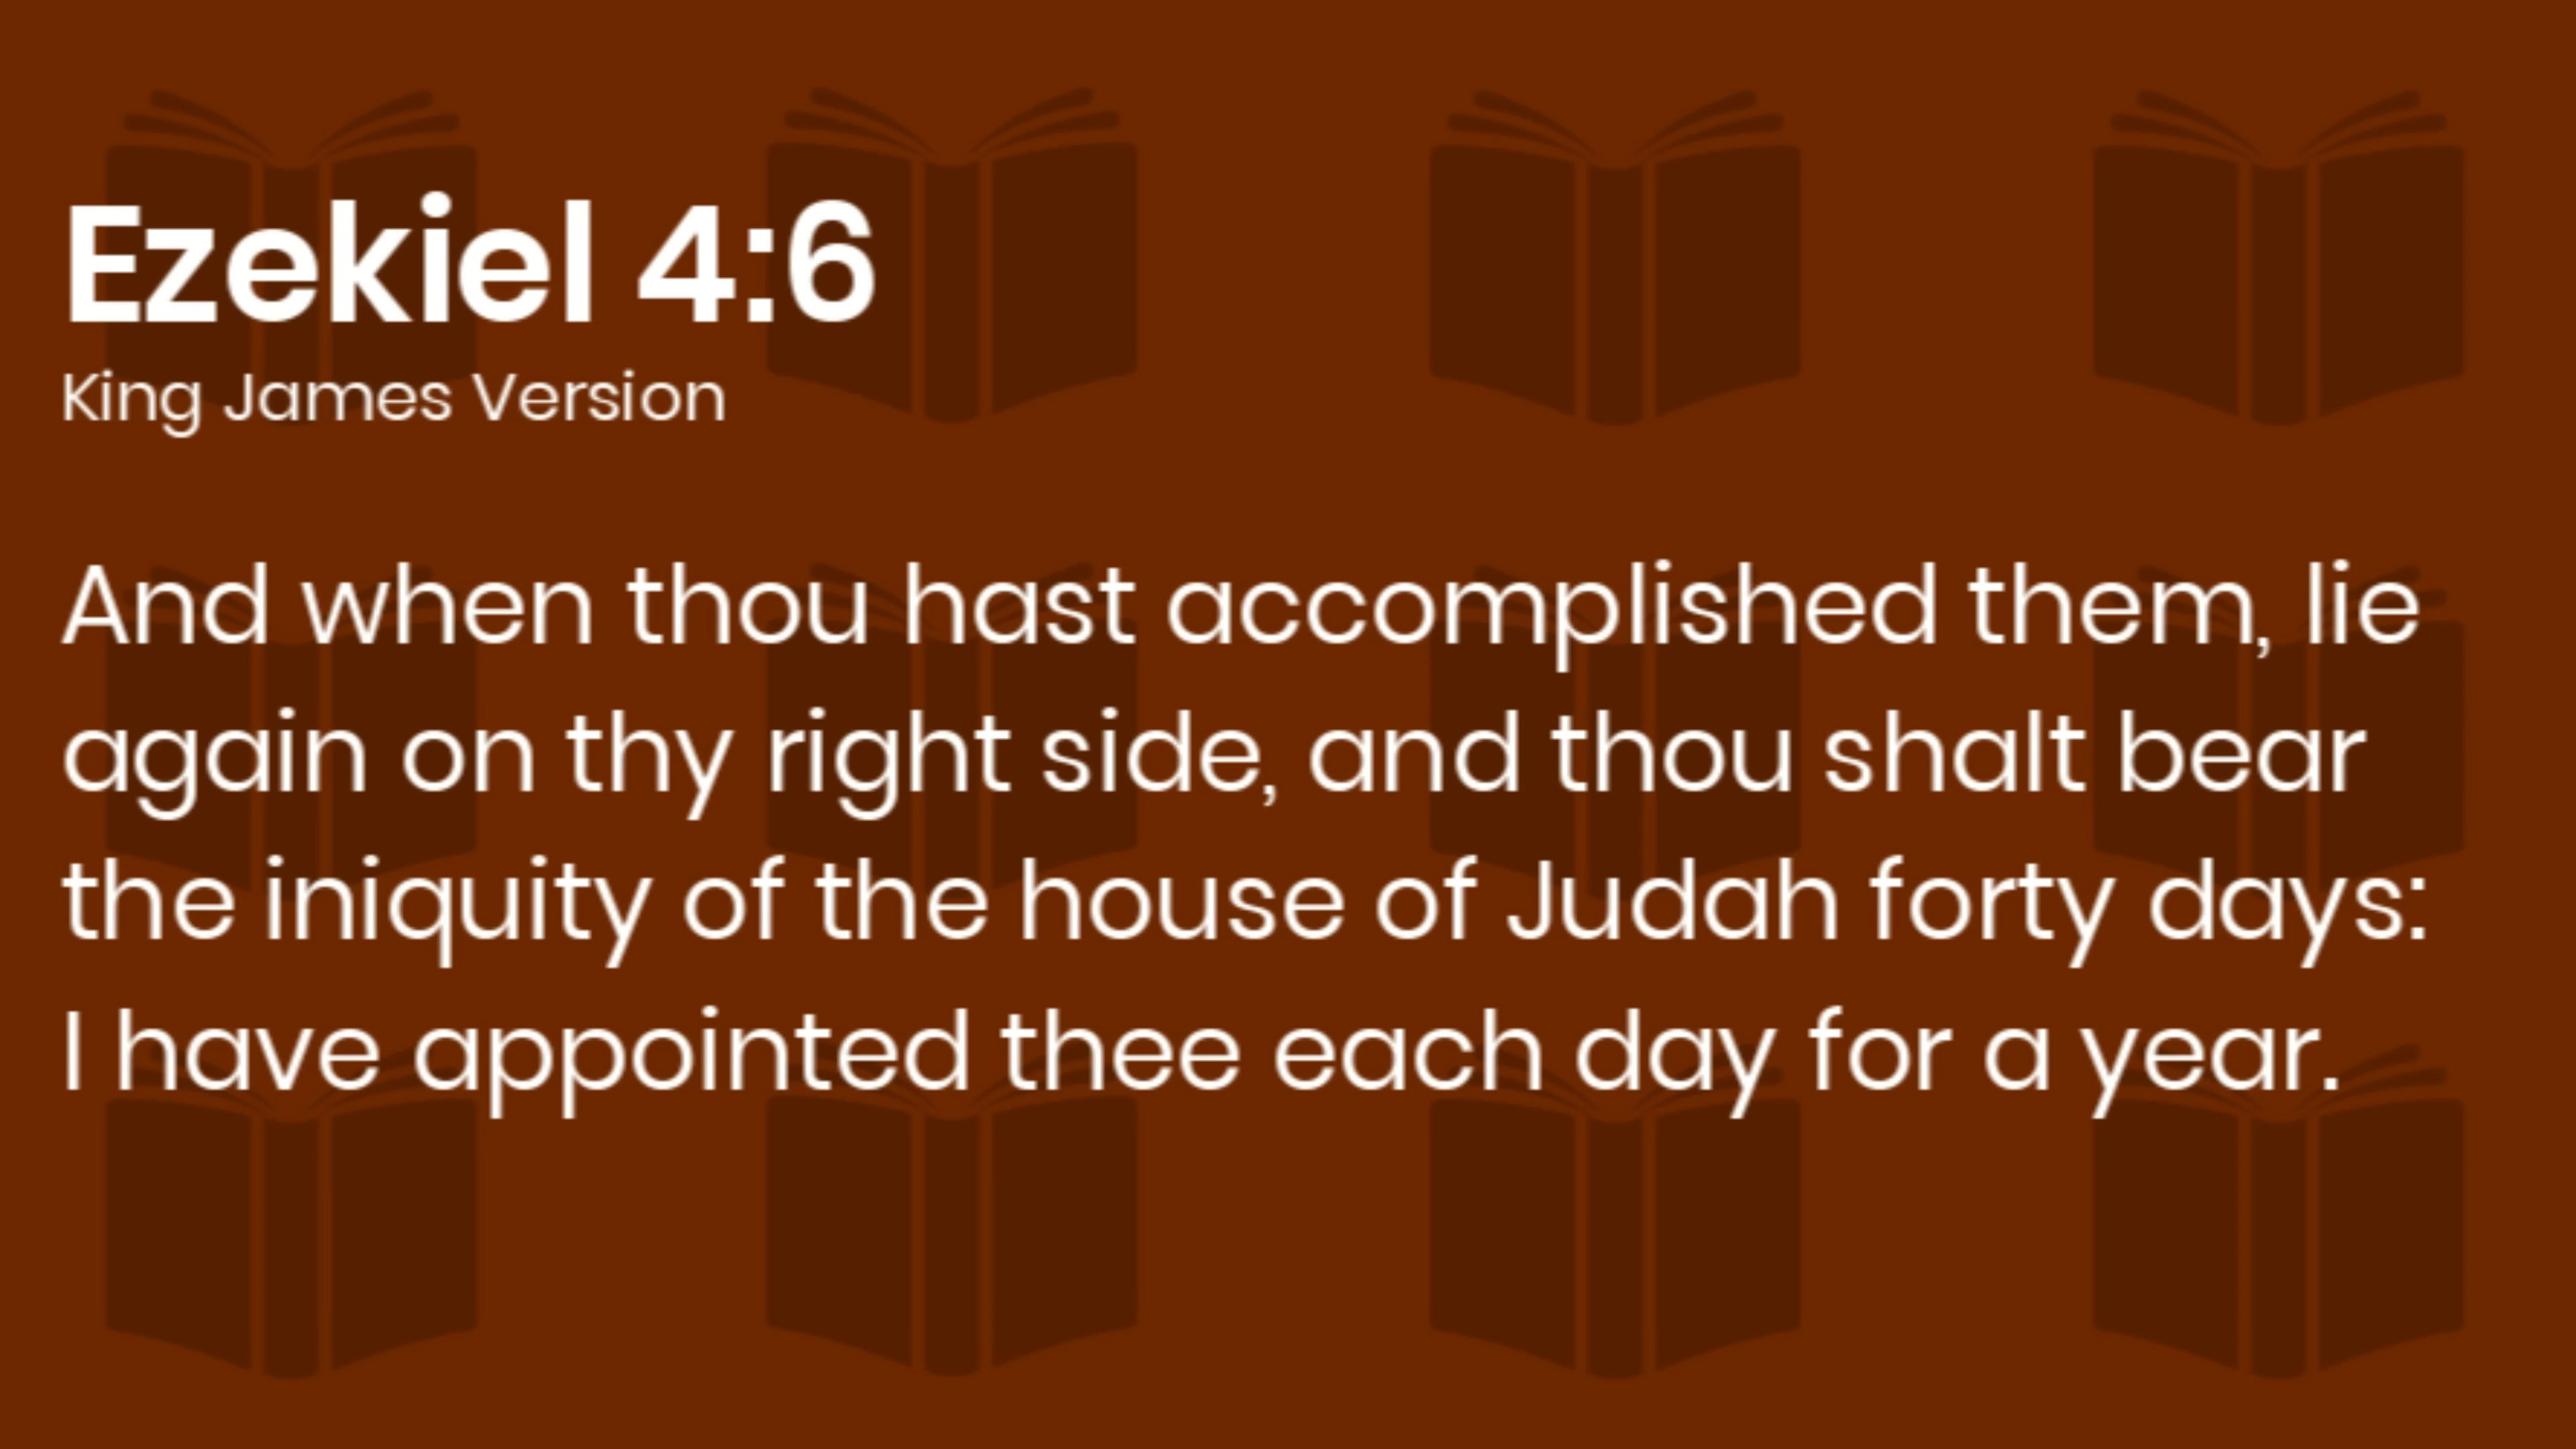 Ezekiel 4:6
King James Version
And when thou hast accomplished them, lie
again on thy right side, and thou shalt bear
the iniquity of the house of Judah forty days:
I have appointed thee each day for a year.